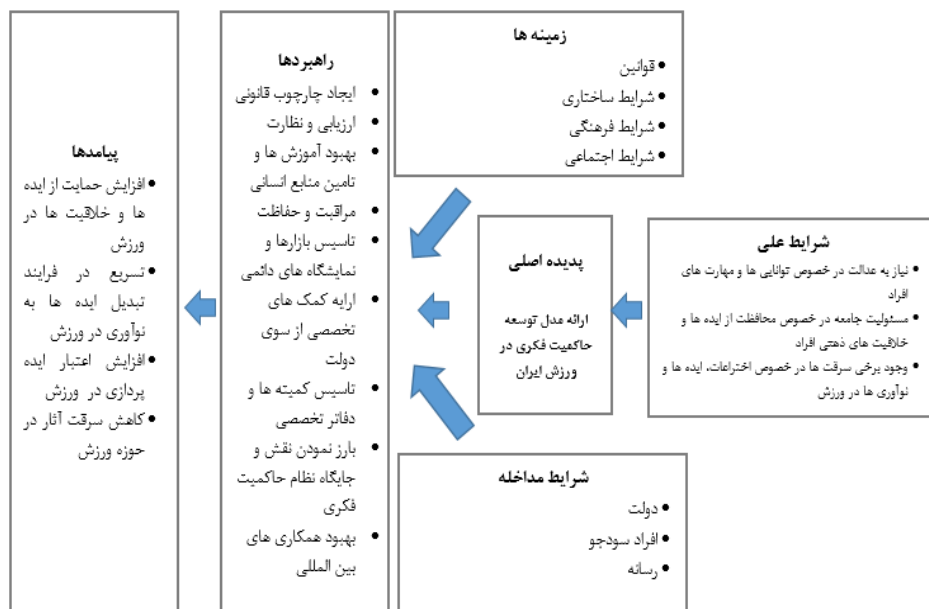 زمینه ها
• قوانین
• شرایط ساختاری
• شرایط فرهنگی
• شرایط اجتماعی
شرایط علی
• نیاز به عدالت در خصوص توانایی ها و مهارت های
افراد
• مسئولیت جامعه در خصوص محافظت از ایده ها و
خلاقیت های ذهنی افراد
• وجود برخی سرقت ها در خصوص اختراعات، ایده ها و
نوآوری ها در ورزش
پدیده اصلی
ارائه مدل توسعه
حاکمیت فکری در
ورزش ایران
شرایط مداخله
• دولت
• افراد سودجو
• رسانه
راهبردها
• ایجاد چارچوب قانونی
• ارزیابی و نظارت
• بهبود آموزش ها و
تامین منابع انسانی
• مراقبت و حفاظت
• تاسیس بازارها و
نمایشگاه های دائمی
• ارایه کمک های
تخصصی از سوی
دولت
• تاسیس کمیته ها و
دفاتر تخصصی
• بارز نمودن نقش و
جایگاه نظام حاکمیت
فکری
• بهبود همکاری های
بین المللی
پیامدها
• افزایش حمایت از ایده
ها و خلاقیت ها در
ورزش
• تسریع در فرایند
تبدیل ایده ها به
نوآوری در ورزش
• افزایش اعتبار ایده
پردازی در ورزش
• کاهش سرقت آثار در
حوزه ورزش